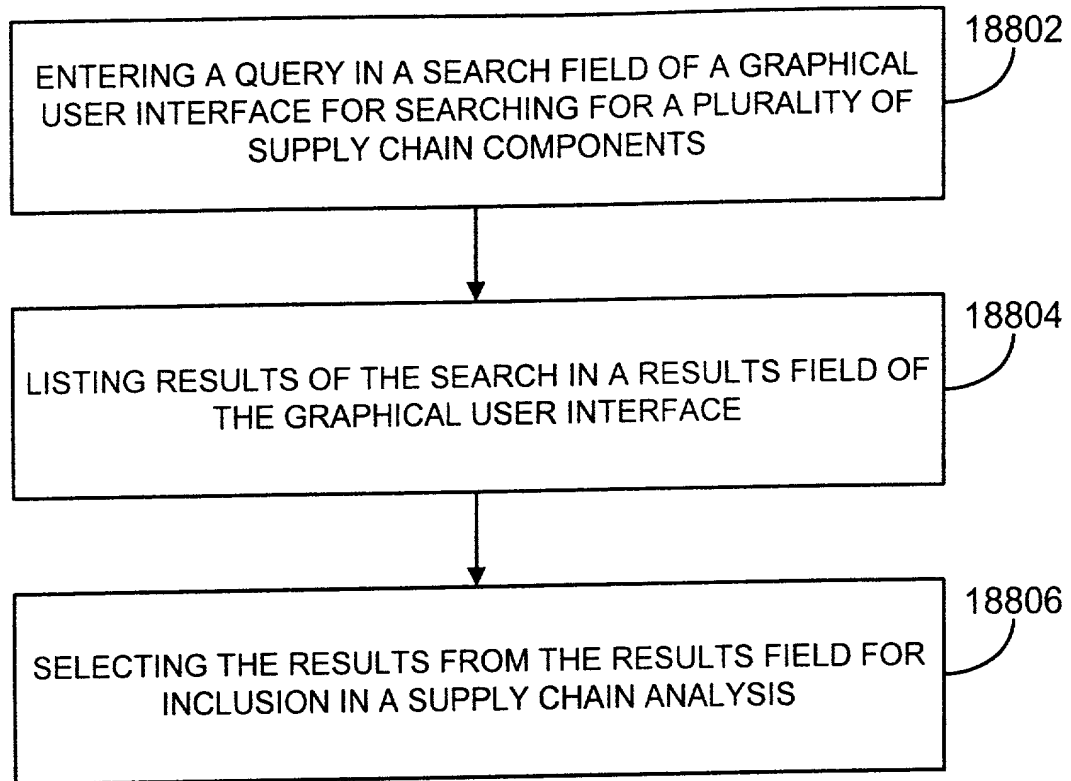 18802
ENTERING A QUERY IN A SEARCH FIELD OF A GRAPHICAL
USER INTERFACE FOR SEARCHING FOR A PLURALITY OF
SUPPLY CHAIN COMPONENTS
18804
LISTING RESULTS OF THE SEARCH IN A RESULTS FIELD OF
THE GRAPHICAL USER INTERFACE
18806
SELECTING THE RESULTS FROM THE RESULTS FIELD FOR
INCLUSION IN A SUPPLY CHAIN ANALYSIS